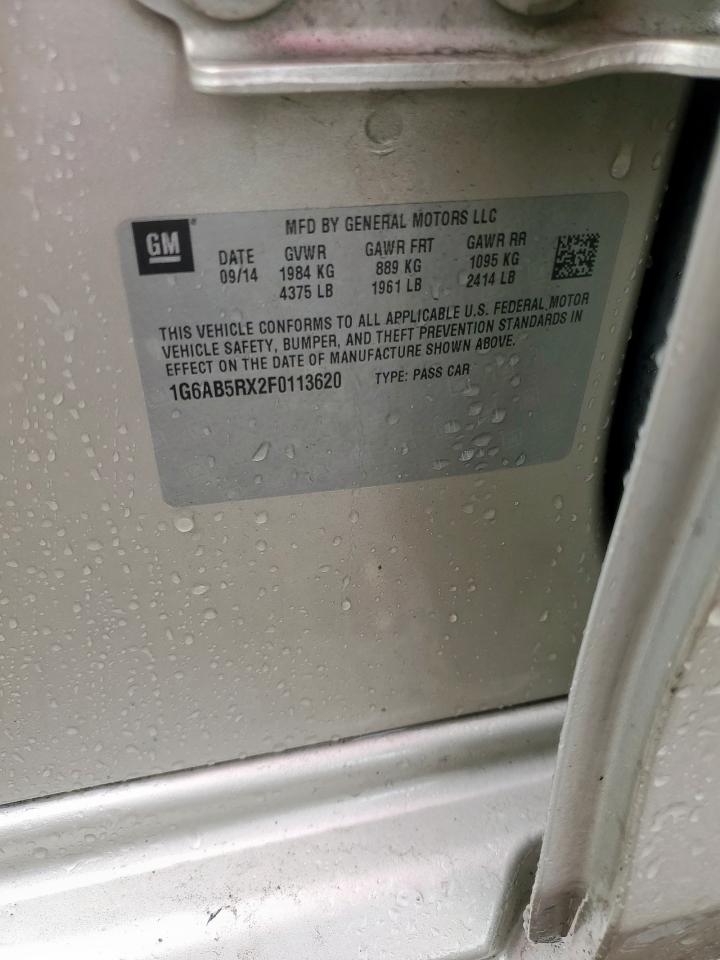 GM
MFD BY GENERAL MOTORS LLC
DATE GVWR GAWR FRT GAWR RR
09/14 1984 KG 889 KG 1095 KG
4375 LB 1961 LB 2414 LB
THIS VEHICLE CONFORMS TO ALL APPLICABLE U.S. FEDERAL MOTOR
VEHICLE SAFETY, BUMPER, AND THEFT PREVENTION STANDARDS IN
EFFECT ON THE DATE OF MANUFACTURE SHOWN ABOVE.
1G6AB5RX2F0113620 TYPE: PASS CAR